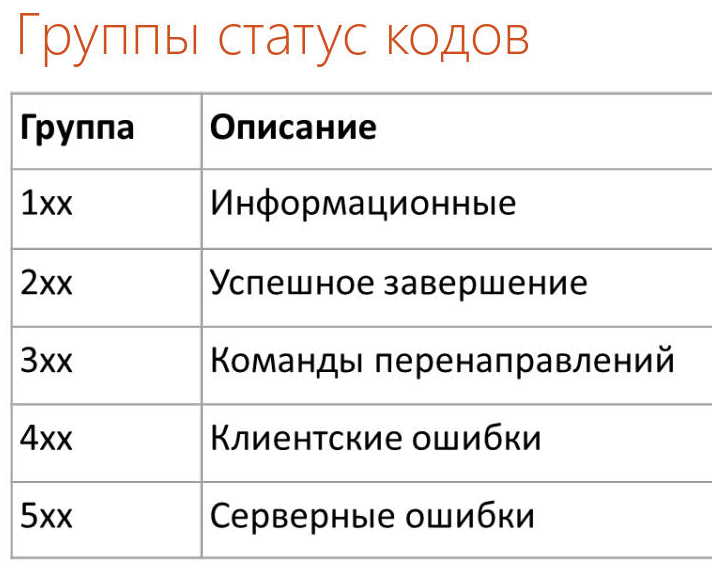 Группы статус кодов
Группа Описание
1xx Информационные
2xx Успешное завершение
3xx Команды перенаправлений
4xx Клиентские ошибки
5xx Серверные ошибки